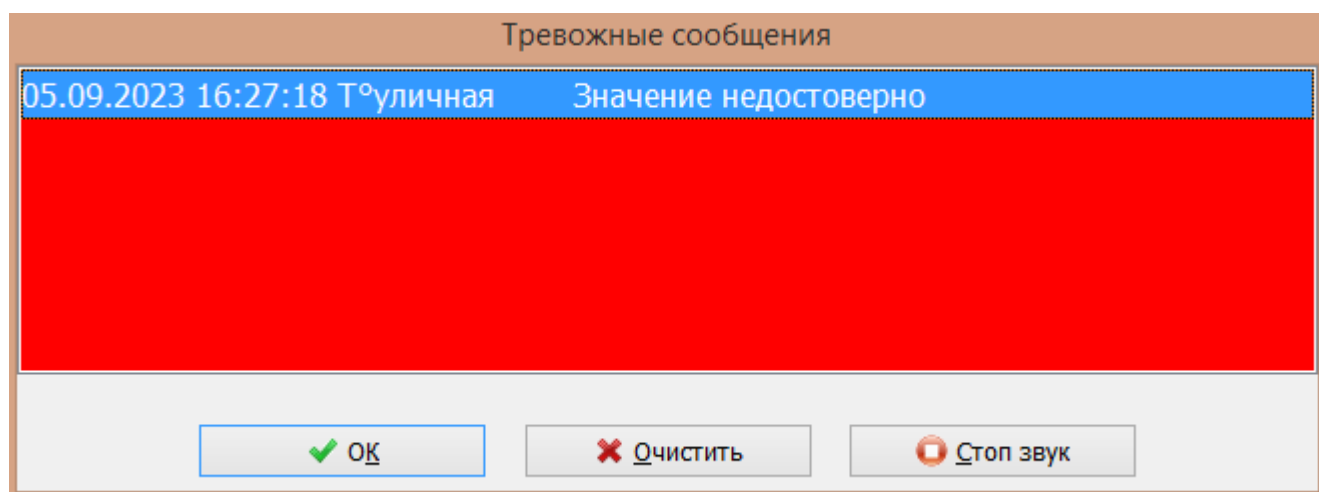 Тревожные сообщения
05.09.2023 16:27:18 Т°уличная Значение недостоверно
ОК
Очистить
Стоп звук